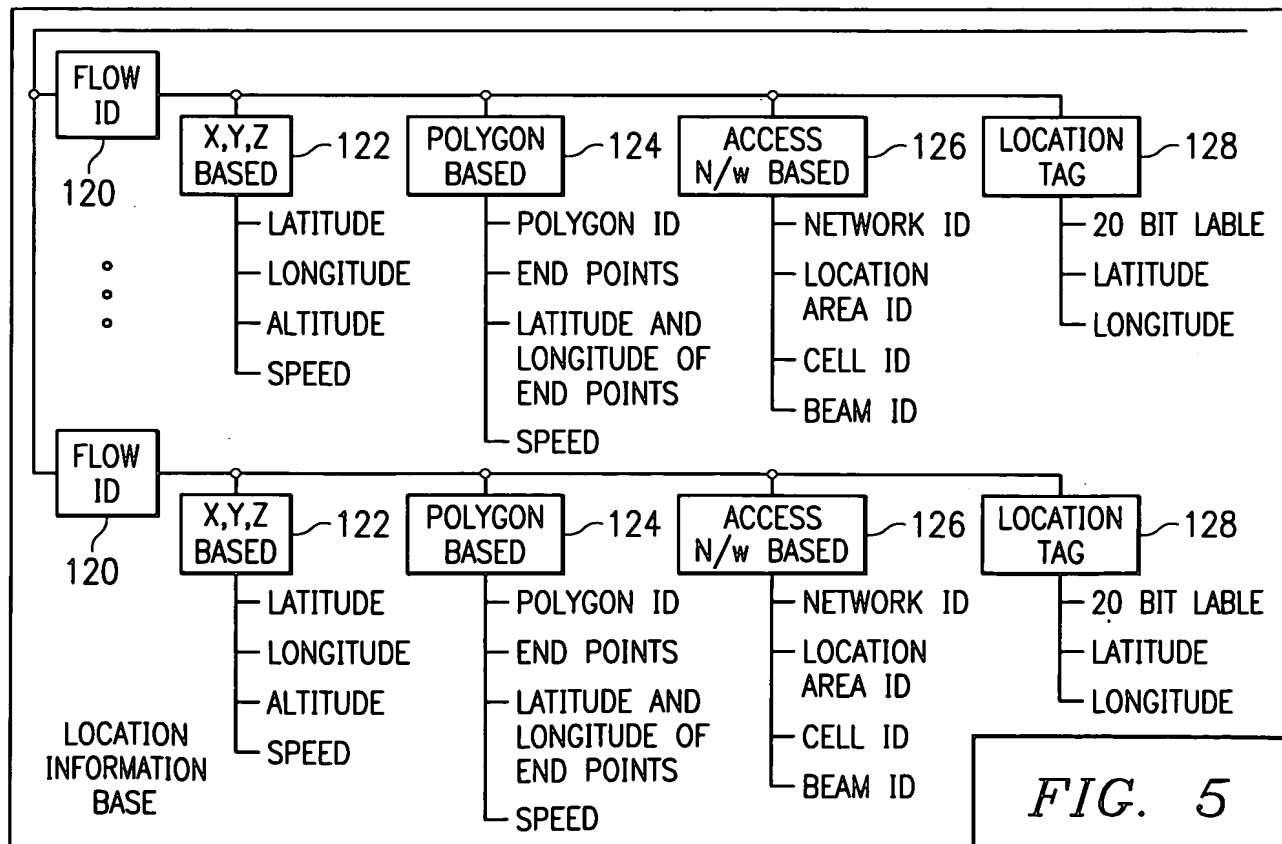 FLOW
ID
120
X,Y,Z
BASED
122
LATITUDE
LONGITUDE
ALTITUDE
SPEED
POLYGON
BASED
124
POLYGON ID
END POINTS
LATITUDE AND
LONGITUDE OF
END POINTS
SPEED
ACCESS
N/w BASED
126
NETWORK ID
LOCATION
AREA ID
CELL ID
BEAM ID
LOCATION
TAG
128
20 BIT LABLE
LATITUDE
LONGITUDE
FLOW
ID
120
X,Y,Z
BASED
122
LATITUDE
LONGITUDE
ALTITUDE
SPEED
POLYGON
BASED
124
POLYGON ID
END POINTS
LATITUDE AND
LONGITUDE OF
END POINTS
SPEED
ACCESS
N/w BASED
126
NETWORK ID
LOCATION
AREA ID
CELL ID
BEAM ID
LOCATION
TAG
128
20 BIT LABLE
LATITUDE
LONGITUDE
LOCATION
INFORMATION
BASE
FIG. 5